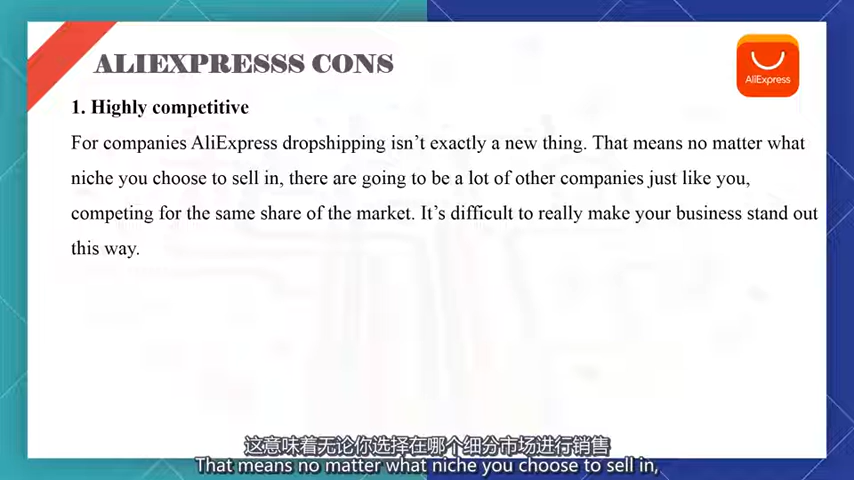 ALIEXPRESSS CONS
AliExpress
1. Highly competitive
For companies AliExpress dropshipping isn’t exactly a new thing. That means no matter what
niche you choose to sell in, there are going to be a lot of other companies just like you,
competing for the same share of the market. It’s difficult to really make your business stand out
this way.
这意味着无论你选择在哪个细分市场进行销售
That means no matter what niche you choose to sell in,